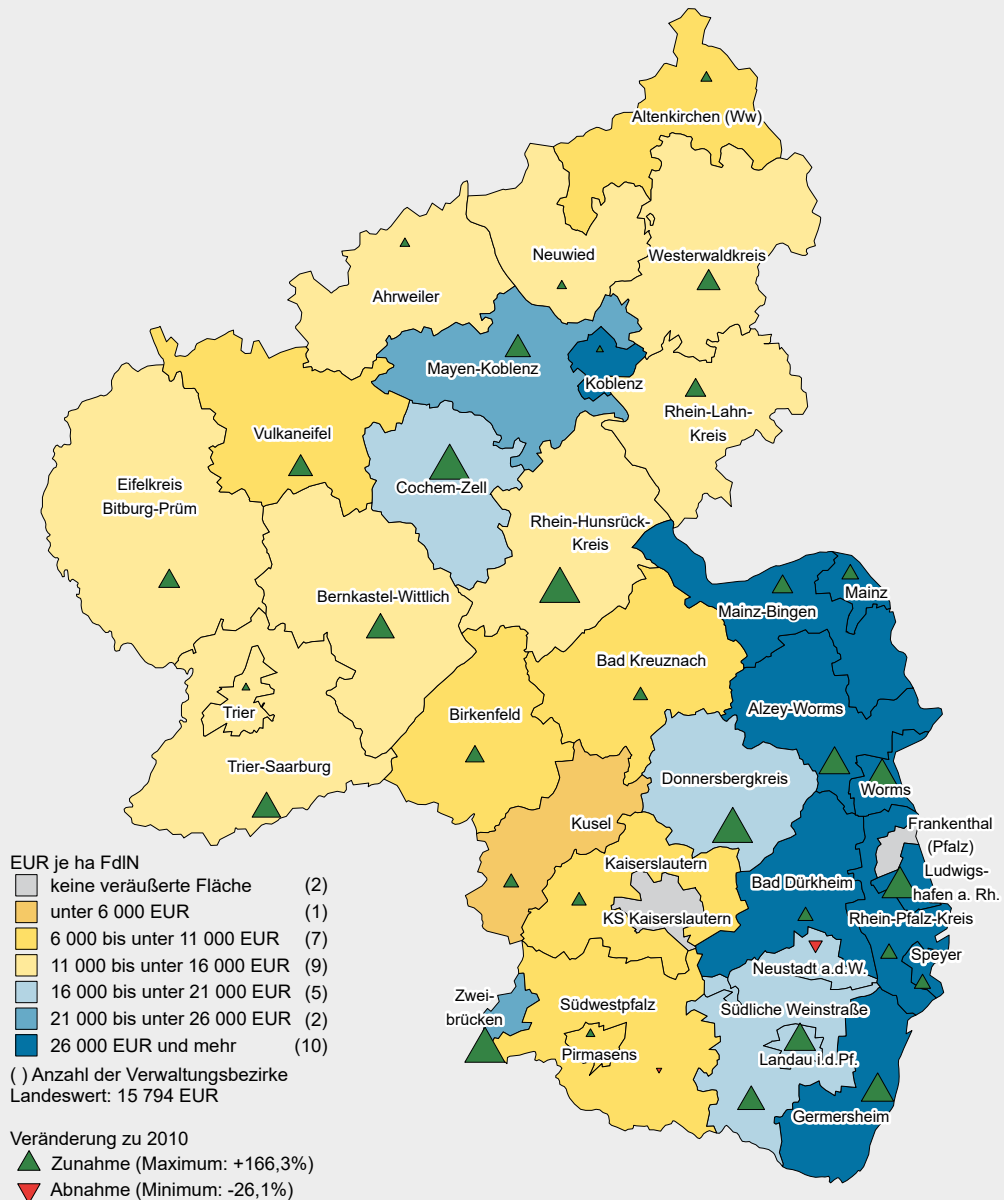 Altenkirchen (Ww)
Neuwied
Westerwaldkreis
Ahrweiler
Mayen-Koblenz
Koblenz
Rhein-Lahn-
Kreis
Vulkaneifel
Cochem-Zell
Eifelkreis
Bitburg-Prüm
Rhein-Hunsrück-
Kreis
Bernkastel-Wittlich
Mainz-Bingen
Mainz
Bad Kreuznach
Trier
Birkenfeld
Alzey-Worms
Trier-Saarburg
Donnersbergkreis
Worms
Kusel
Frankenthal
(Pfalz)
Kaiserslautern
Bad Dürkheim
Ludwigs-
hafen a. Rh.
KS Kaiserslautern
Rhein-Pfalz-Kreis
Speyer
Neustadt a.d.W.
Zwei-
brücken
Südwestpfalz
Südliche Weinstraße
Pirmasens
Landau i.d.Pf.
Germersheim
EUR je ha FdlN
keine veräußerte Fläche (2)
unter 6 000 EUR (1)
6 000 bis unter 11 000 EUR (7)
11 000 bis unter 16 000 EUR (9)
16 000 bis unter 21 000 EUR (5)
21 000 bis unter 26 000 EUR (2)
26 000 EUR und mehr (10)
( ) Anzahl der Verwaltungsbezirke
Landeswert: 15 794 EUR
Veränderung zu 2010
Zunahme (Maximum: +166,3%)
Abnahme (Minimum: -26,1%)